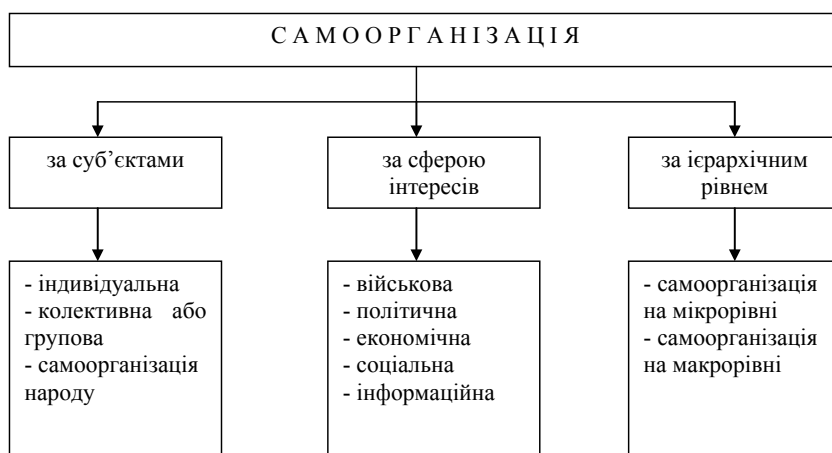 С А М О О Р Г А Н І З А Ц І Я
за суб’єктами
за сферою
інтересів
за ієрархічним
рівнем
- індивідуальна
- колективна або
групова
- самоорганізація
народу
- військова
- політична
- економічна
- соціальна
- інформаційна
- самоорганізація
на мікрорівні
- самоорганізація
на макрорівні